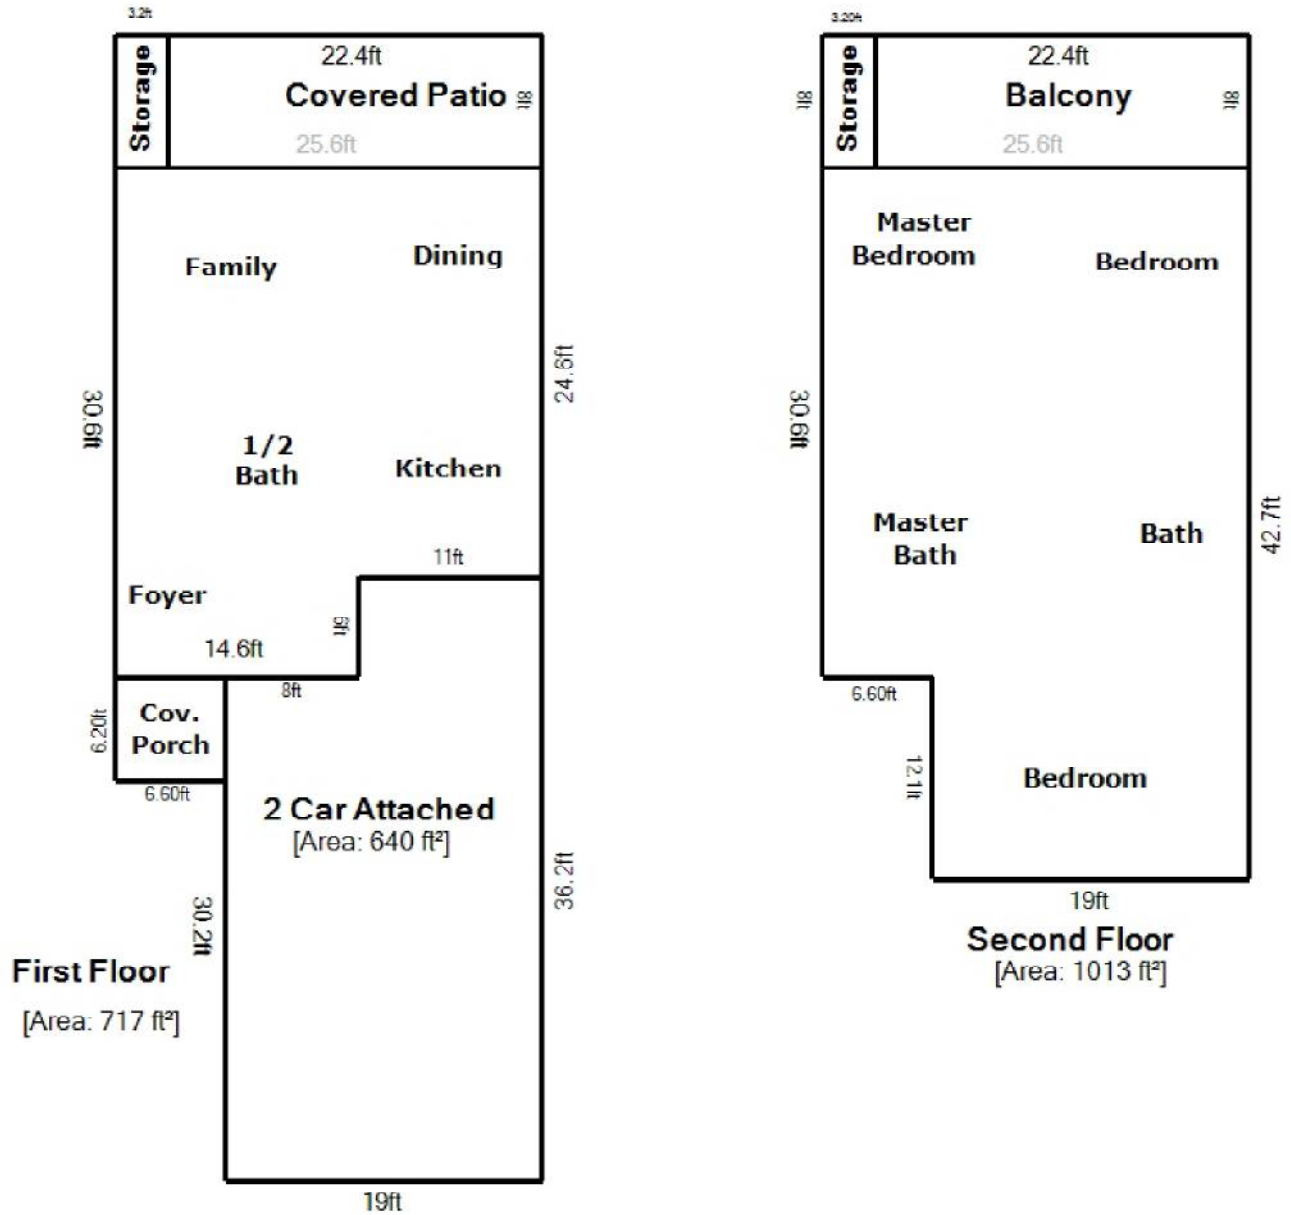 3.2ft
22.4ft
Storage
Covered Patio
8ft
25.6ft
Family
Dining
24.6ft
30.6ft
1/2
Bath
Kitchen
11ft
Foyer
6ft
14.6ft
8ft
Cov.
Porch
6.20ft
6.60ft
2 Car Attached
[Area: 640 ft²]
36.2ft
30.2ft
First Floor
[Area: 717 ft²]
19ft
3.20ft
22.4ft
8ft
Storage
Balcony
8ft
25.6ft
Master
Bedroom
Bedroom
30.6ft
42.7ft
Master
Bath
Bath
6.60ft
12.1ft
Bedroom
19ft
Second Floor
[Area: 1013 ft²]